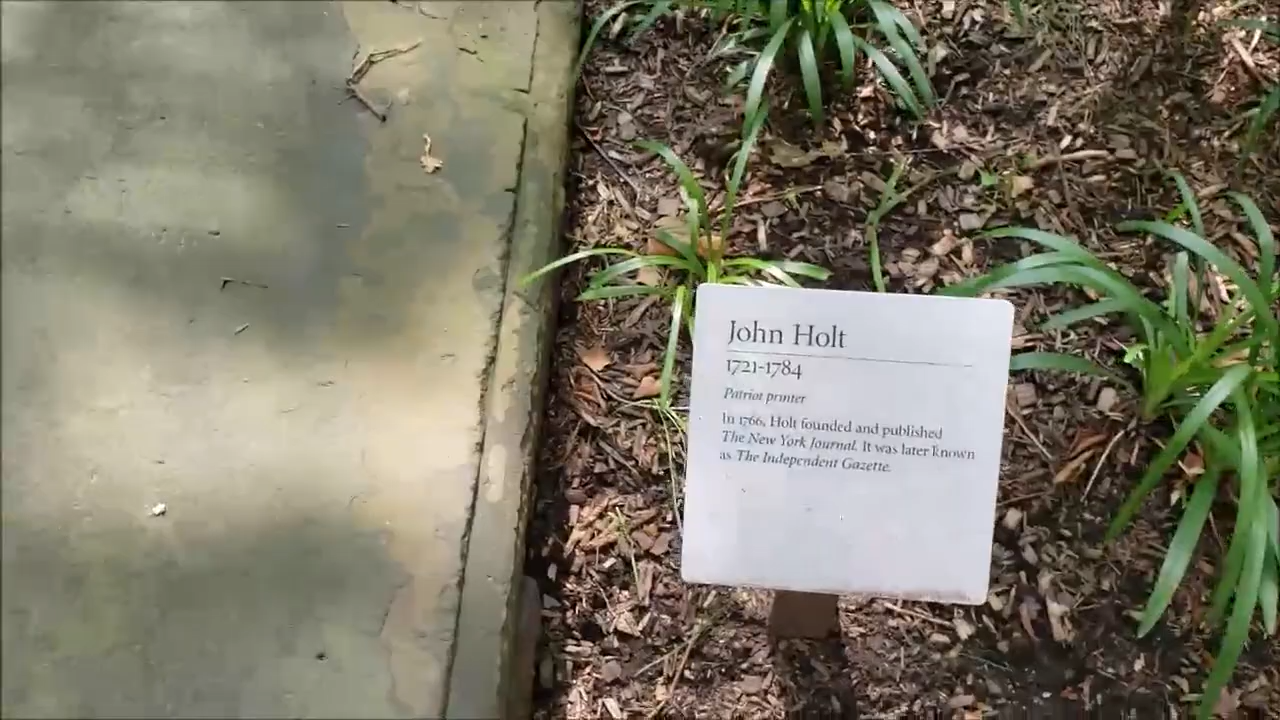 John Holt
1721-1784
Patriot printer
In 1766, Holt founded and published
The New York Journal. It was later known
as The Independent Gazette.